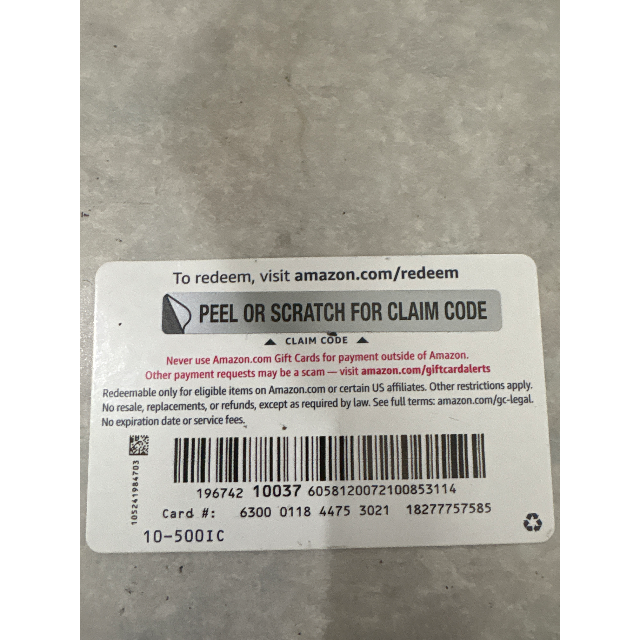 To redeem, visit amazon.com/redeem
PEEL OR SCRATCH FOR CLAIM CODE
▲ CLAIM CODE ▲
Never use Amazon.com Gift Cards for payment outside of Amazon.
Other payment requests may be a scam — visit amazon.com/giftcardalerts
Redeemable only for eligible items on Amazon.com or certain US affiliates. Other restrictions apply.
No resale, replacements, or refunds, except as required by law. See full terms: amazon.com/gc-legal.
No expiration date or service fees.
105241984703
196742 10037 6058120072100853114
Card #: 6300 0118 4475 3021 18277757585
10-500IC